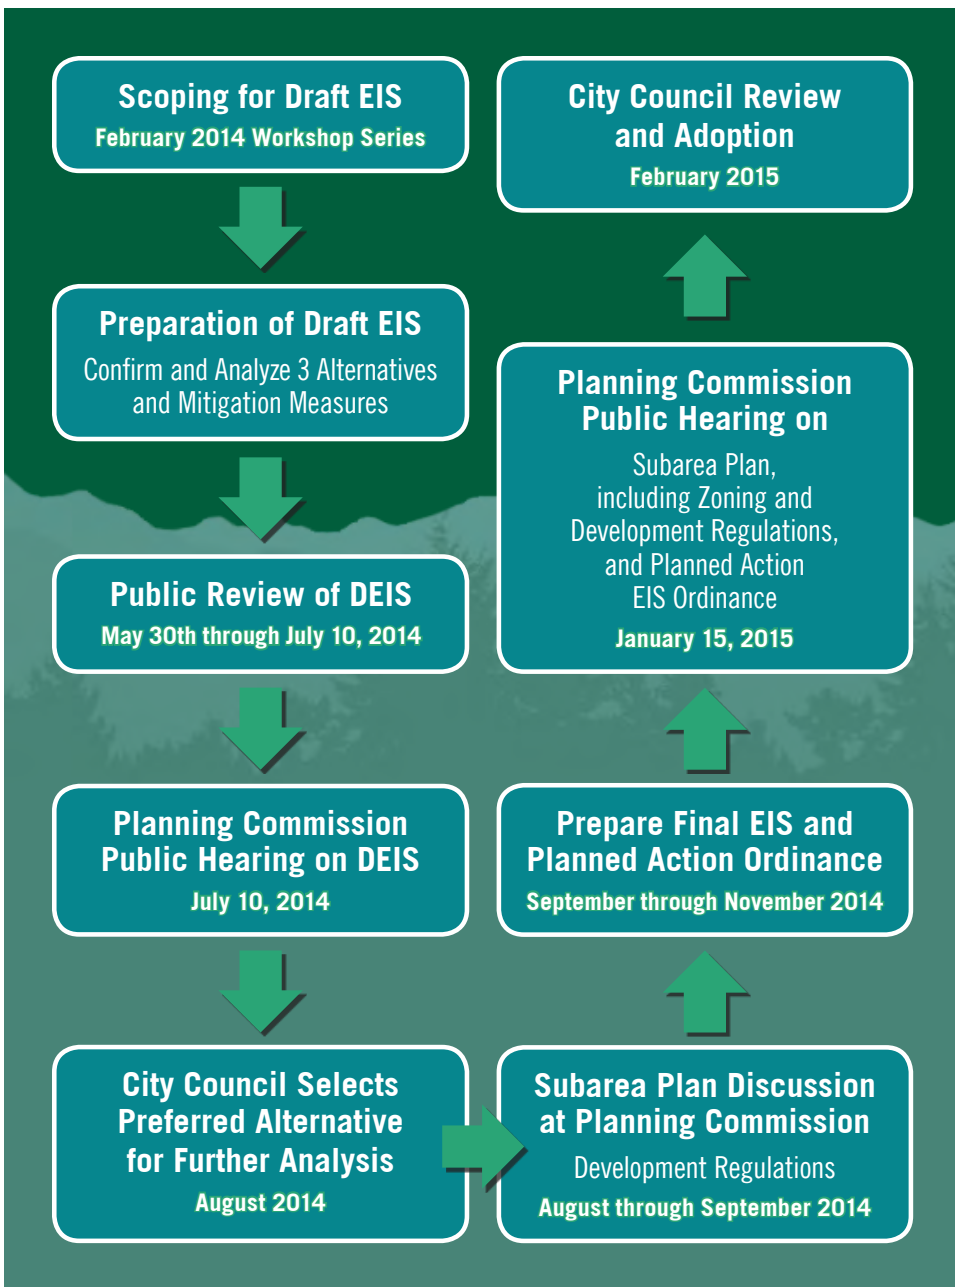 Scoping for Draft EIS
February 2014 Workshop Series
Preparation of Draft EIS
Confirm and Analyze 3 Alternatives
and Mitigation Measures
Public Review of DEIS
May 30th through July 10, 2014
Planning Commission
Public Hearing on DEIS
July 10, 2014
City Council Selects
Preferred Alternative
for Further Analysis
August 2014
Subarea Plan Discussion
at Planning Commission
Development Regulations
August through September 2014
Prepare Final EIS and
Planned Action Ordinance
September through November 2014
Planning Commission
Public Hearing on
Subarea Plan,
including Zoning and
Development Regulations,
and Planned Action
EIS Ordinance
January 15, 2015
City Council Review
and Adoption
February 2015